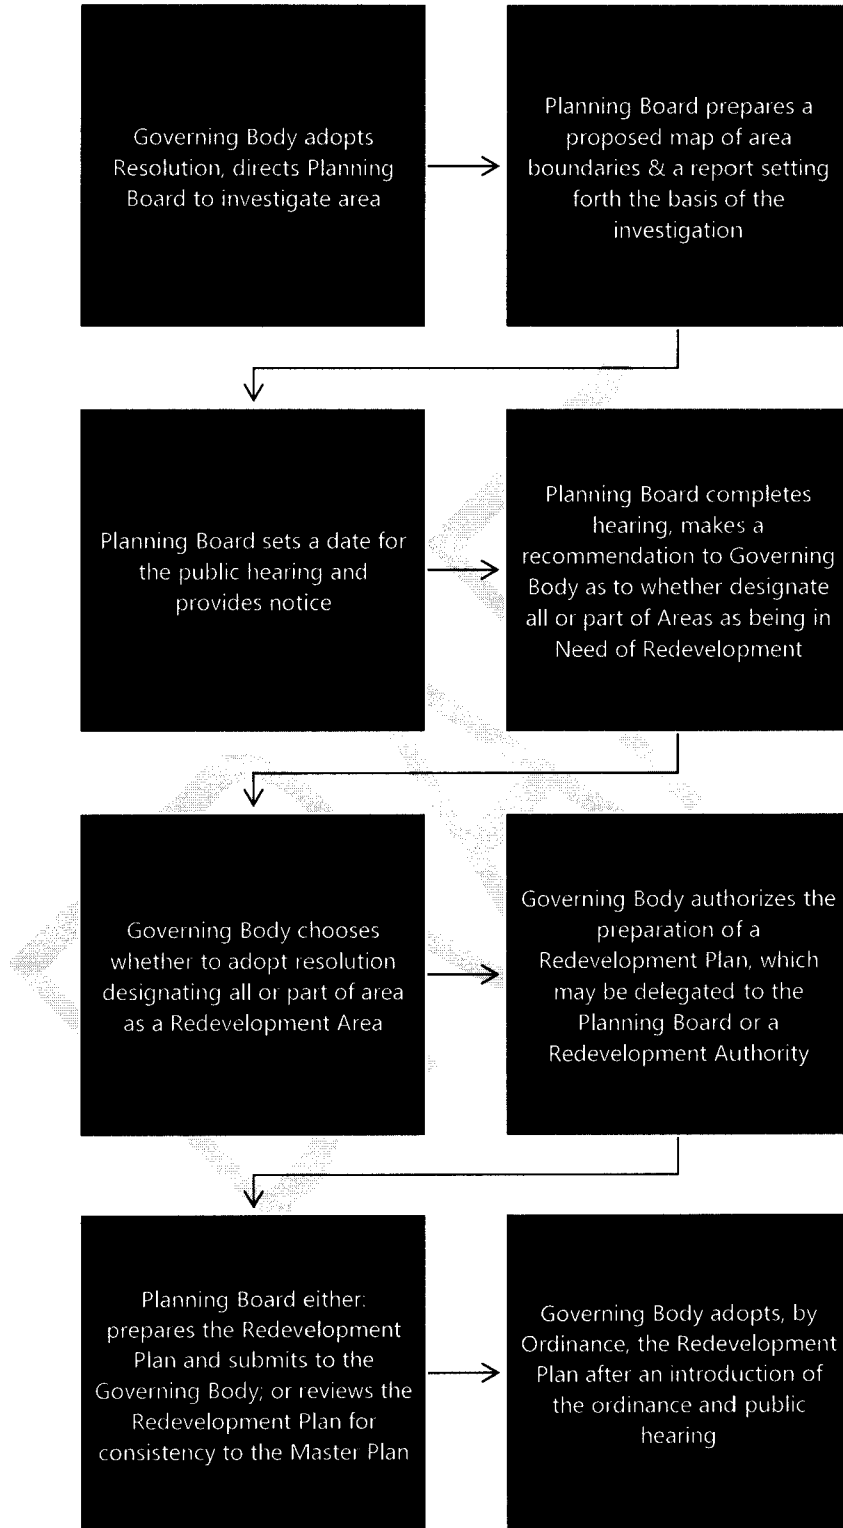 Governing Body adopts
Resolution, directs Planning
Board to investigate area
Planning Board prepares a
proposed map of area
boundaries & a report setting
forth the basis of the
investigation
Planning Board sets a date for
the public hearing and
provides notice
Planning Board completes
hearing, makes a
recommendation to Governing
Body as to whether designate
all or part of Areas as being in
Need of Redevelopment
Governing Body chooses
whether to adopt resolution
designating all or part of area
as a Redevelopment Area
Governing Body authorizes the
preparation of a
Redevelopment Plan, which
may be delegated to the
Planning Board or a
Redevelopment Authority
Planning Board either:
prepares the Redevelopment
Plan and submits to the
Governing Body; or reviews the
Redevelopment Plan for
consistency to the Master Plan
Governing Body adopts, by
Ordinance, the Redevelopment
Plan after an introduction of
the ordinance and public
hearing